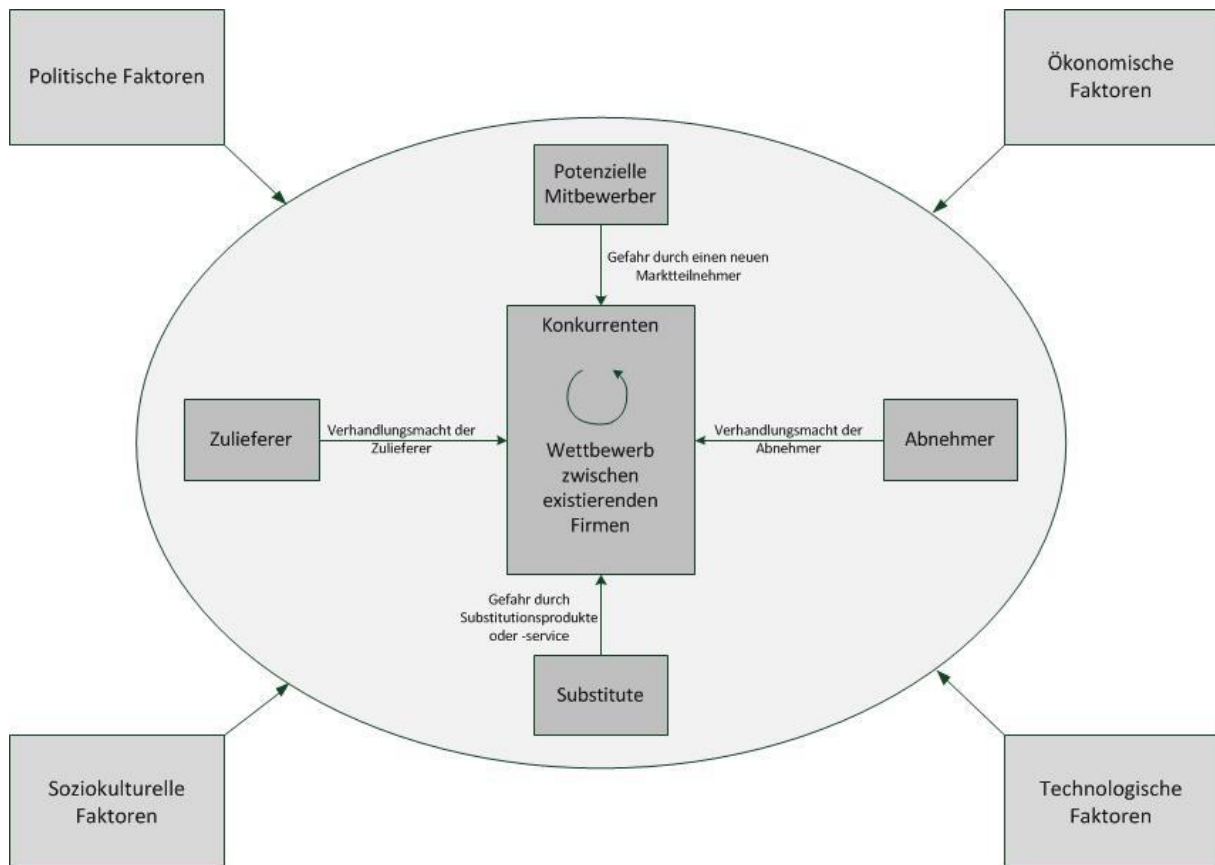 Politische Faktoren
Ökonomische
Faktoren
Potenzielle
Mitbewerber
Gefahr durch einen neuen
Marktteilnehmer
Konkurrenten
Zulieferer
Verhandlungsmacht der
Zulieferer
Wettbewerb
zwischen
existierenden
Firmen
Verhandlungsmacht der
Abnehmer
Abnehmer
Gefahr durch
Substitutionsprodukte
oder -service
Substitute
Soziokulturelle
Faktoren
Technologische
Faktoren